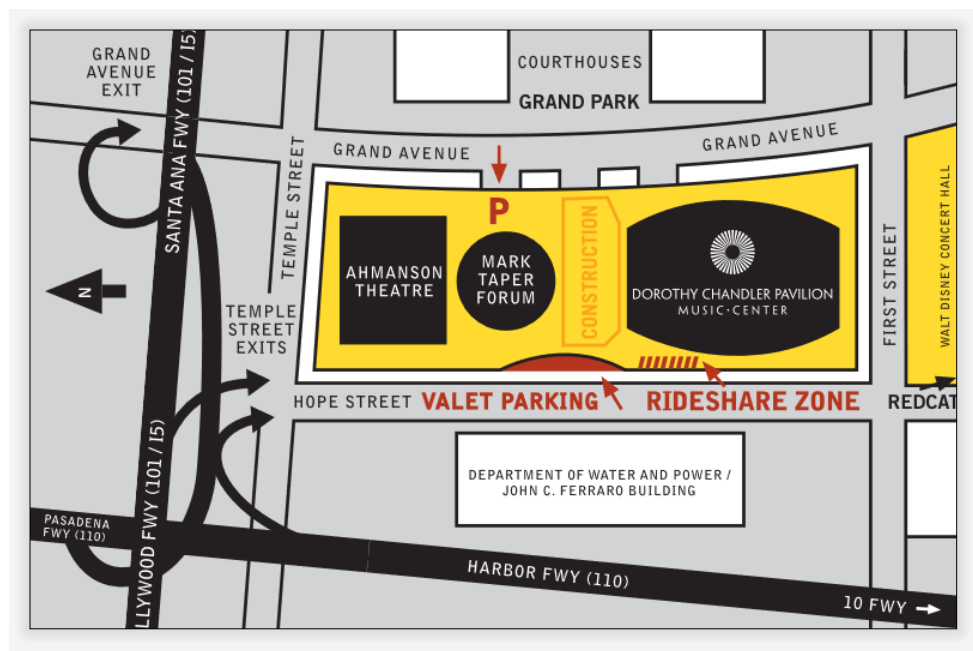 GRAND
AVENUE
EXIT
SANTA ANA FWY (101 / I5)
COURTHOUSES
GRAND PARK
GRAND AVENUE
GRAND AVENUE
TEMPLE STREET
P
CONSTRUCTION
AHMANSON
THEATRE
MARK
TAPER
FORUM
DOROTHY CHANDLER PAVILION
MUSIC·CENTER
FIRST STREET
WALT DISNEY CONCERT HALL
N
TEMPLE
STREET
EXITS
HOPE STREET
VALET PARKING
RIDESHARE ZONE
REDCAT
DEPARTMENT OF WATER AND POWER /
JOHN C. FERRARO BUILDING
PASADENA
FWY (110)
LLYWOOD FWY (101 / I5)
HARBOR FWY (110)
10 FWY